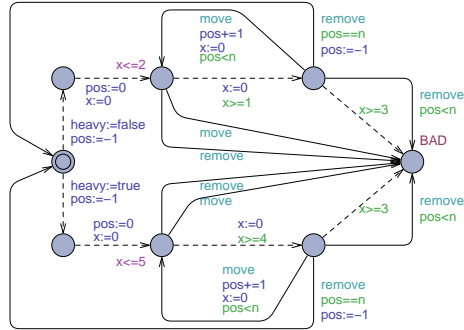 move
pos+=1
x:=0
pos<n
remove
pos==n
pos:=-1
x<=2
pos:=0
x:=0
x:=0
x>=1
x>=3
remove
pos<n
heavy:=false
pos:=-1
move
remove
BAD
heavy:=true
pos:=-1
remove
move
pos:=0
x:=0
x<=5
x:=0
x>=4
x>=3
remove
pos<n
move
pos+=1
x:=0
pos<n
remove
pos==n
pos:=-1